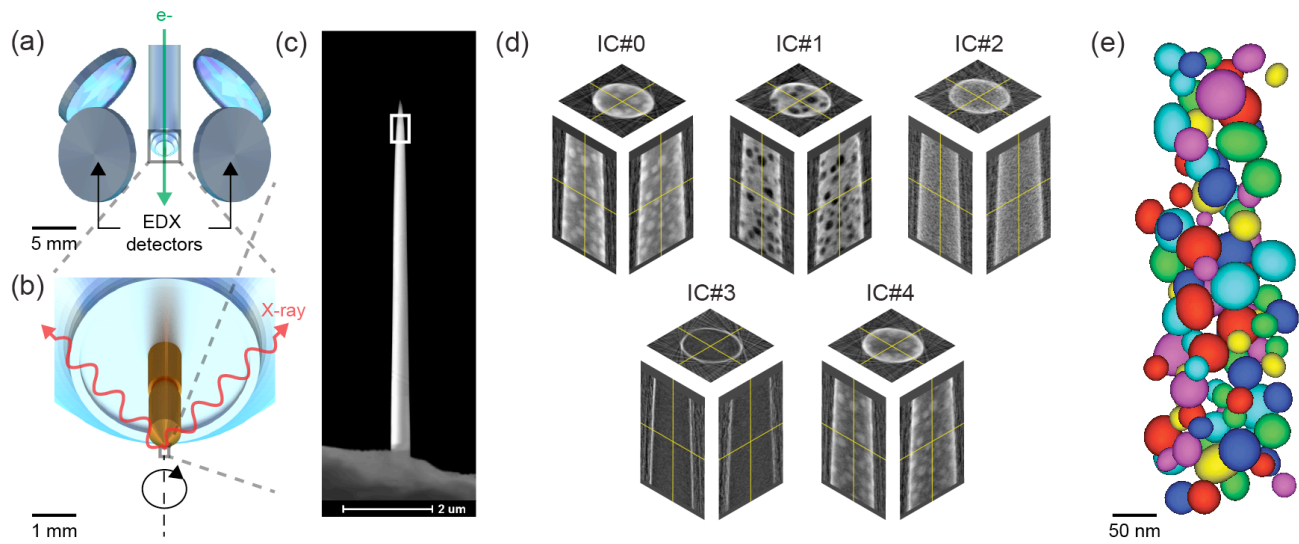 (a)
e-
EDX
detectors
5 mm
(b)
X-ray
1 mm
(c)
2 um
(d)
IC#0
IC#1
IC#2
IC#3
IC#4
(e)
50 nm